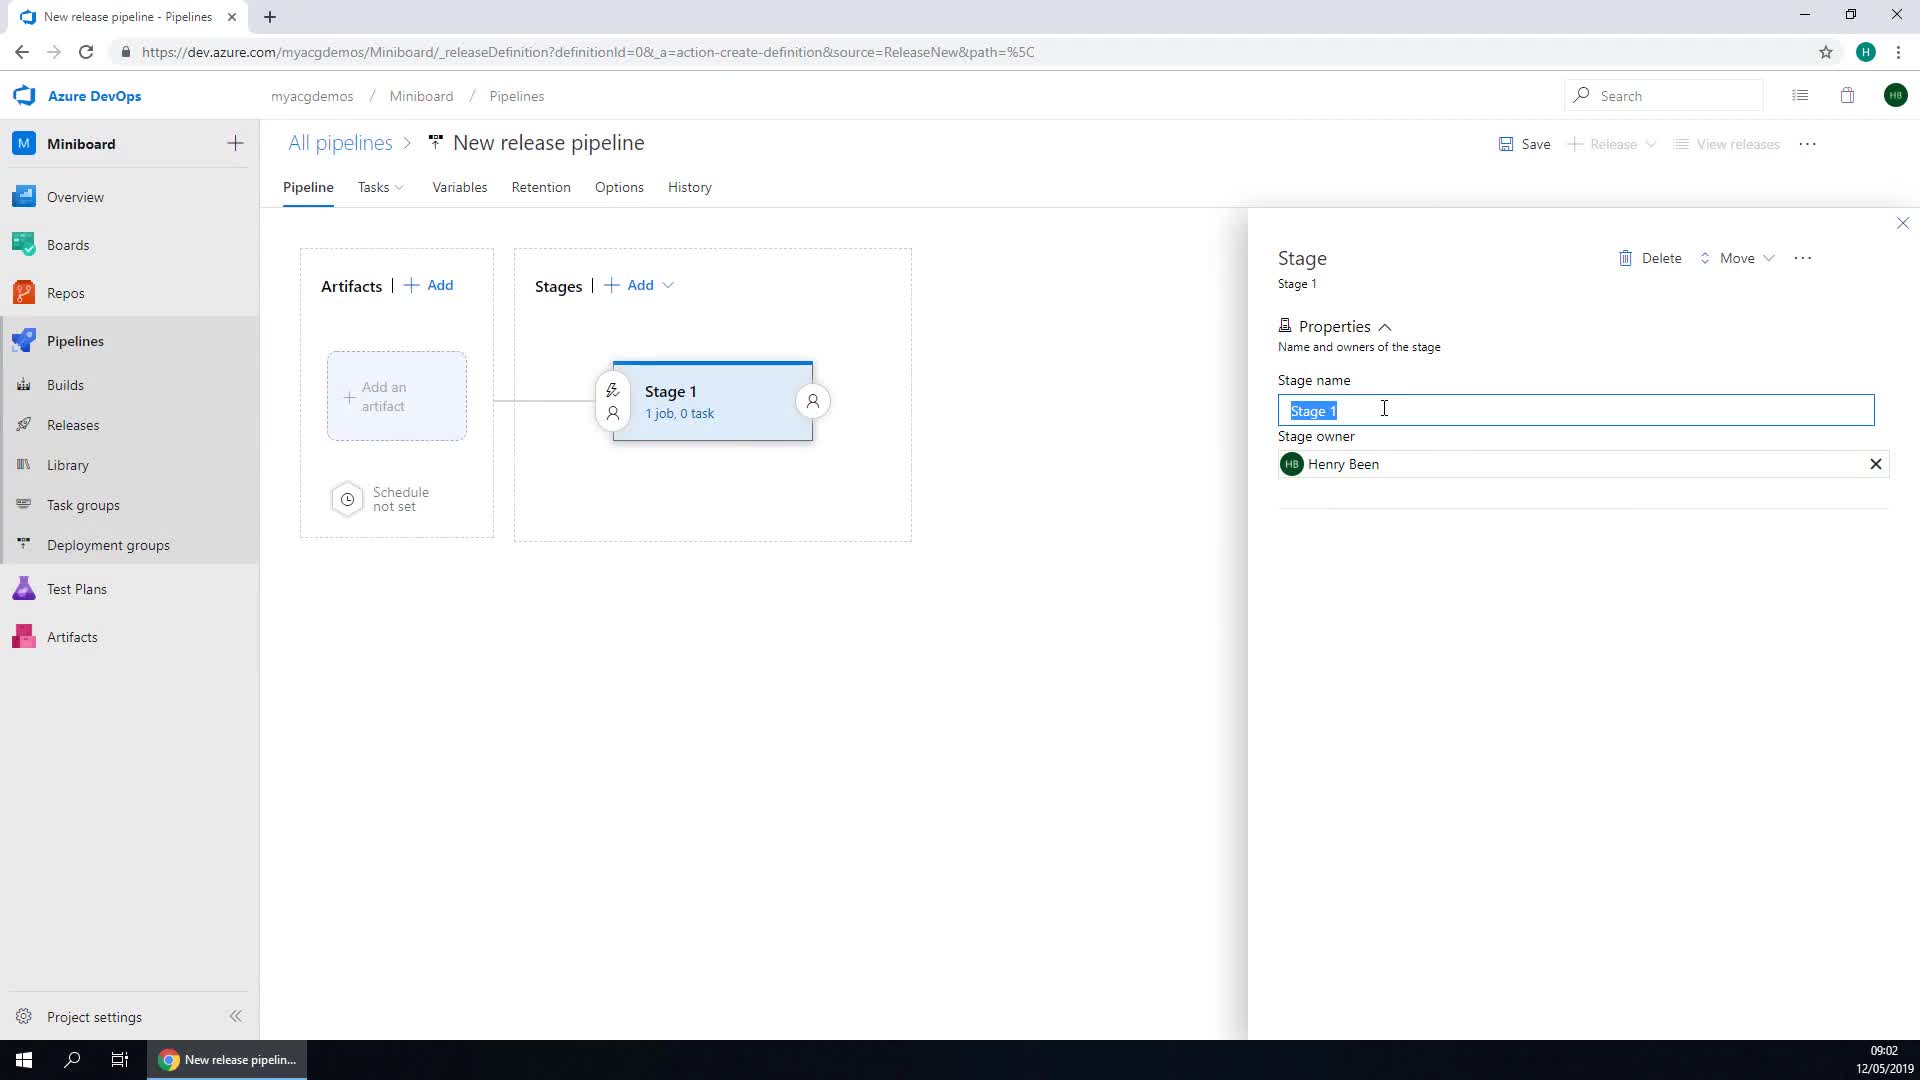 New release pipeline - Pipelines
https://dev.azure.com/myacgdemos/Miniboard/_releaseDefinition?definitionId=0&_a=action-create-definition&source=ReleaseNew&path=%5C
H
Azure DevOps
myacgdemos / Miniboard / Pipelines
Search
HB
M Miniboard
All pipelines > New release pipeline
Save
Release
View releases
Pipeline
Tasks
Variables
Retention
Options
History
Overview
Boards
Repos
Pipelines
Builds
Releases
Library
Task groups
Deployment groups
Test Plans
Artifacts
Project settings
Artifacts | + Add
Add an
artifact
Schedule
not set
Stages | + Add
Stage 1
1 job, 0 task
Stage
Stage 1
Delete
Move
Properties
Name and owners of the stage
Stage name
Stage 1
Stage owner
HB Henry Been
New release pipelin...
09:02
12/05/2019